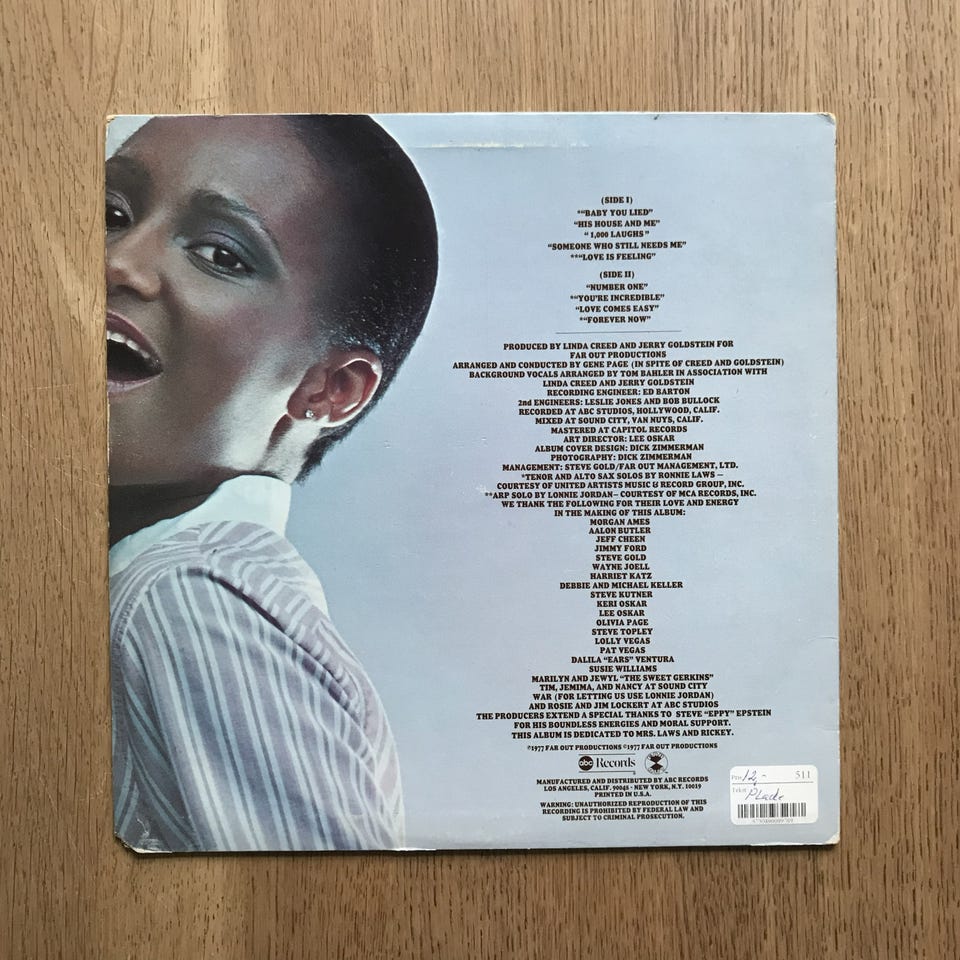 (SIDE I)
*“BABY YOU LIED”
“HIS HOUSE AND ME”
“1,000 LAUGHS”
“SOMEONE WHO STILL NEEDS ME”
**“LOVE IS FEELING”
(SIDE II)
“NUMBER ONE”
*“YOU'RE INCREDIBLE”
“LOVE COMES EASY”
*“FOREVER NOW”
PRODUCED BY LINDA CREED AND JERRY GOLDSTEIN FOR
FAR OUT PRODUCTIONS
ARRANGED AND CONDUCTED BY GENE PAGE (IN SPITE OF CREED AND GOLDSTEIN)
BACKGROUND VOCALS ARRANGED BY TOM BAHLER IN ASSOCIATION WITH
LINDA CREED AND JERRY GOLDSTEIN
RECORDING ENGINEER: ED BARTON
2nd ENGINEERS: LESLIE JONES AND BOB BULLOCK
RECORDED AT ABC STUDIOS, HOLLYWOOD, CALIF.
MIXED AT SOUND CITY, VAN NUYS, CALIF.
MASTERED AT CAPITOL RECORDS
ART DIRECTOR: LEE OSKAR
ALBUM COVER DESIGN: DICK ZIMMERMAN
PHOTOGRAPHY: DICK ZIMMERMAN
MANAGEMENT: STEVE GOLD/FAR OUT MANAGEMENT, LTD.
*TENOR AND ALTO SAX SOLOS BY RONNIE LAWS –
COURTESY OF UNITED ARTISTS MUSIC & RECORD GROUP, INC.
**ARP SOLO BY LONNIE JORDAN – COURTESY OF MCA RECORDS, INC.
WE THANK THE FOLLOWING FOR THEIR LOVE AND ENERGY
IN THE MAKING OF THIS ALBUM:
MORGAN AMES
AALON BUTLER
JEFF CHEEN
JIMMY FORD
STEVE GOLD
WAYNE JOELL
HARRIET KATZ
DEBBIE AND MICHAEL KELLER
STEVE KUTNER
KERI OSKAR
LEE OSKAR
OLIVIA PAGE
STEVE TOPLEY
LOLLY VEGAS
PAT VEGAS
DALILA “EARS” VENTURA
SUSIE WILLIAMS
MARILYN AND JEWYL “THE SWEET GERKINS”
TIM, JEMIMA, AND NANCY AT SOUND CITY
WAR (FOR LETTING US USE LONNIE JORDAN)
AND ROSIE AND JIM LOCKERT AT ABC STUDIOS
THE PRODUCERS EXTEND A SPECIAL THANKS TO STEVE “EPPY” EPSTEIN
FOR HIS BOUNDLESS ENERGIES AND MORAL SUPPORT.
THIS ALBUM IS DEDICATED TO MRS. LAWS AND RICKEY.
℗1977 FAR OUT PRODUCTIONS ©1977 FAR OUT PRODUCTIONS
abc Records
MANUFACTURED AND DISTRIBUTED BY ABC RECORDS
LOS ANGELES, CALIF. 90048 · NEW YORK, N.Y. 10019
PRINTED IN U.S.A.
WARNING: UNAUTHORIZED REPRODUCTION OF THIS
RECORDING IS PROHIBITED BY FEDERAL LAW AND
SUBJECT TO CRIMINAL PROSECUTION.
Pris 12,- 511
Tekst Plade